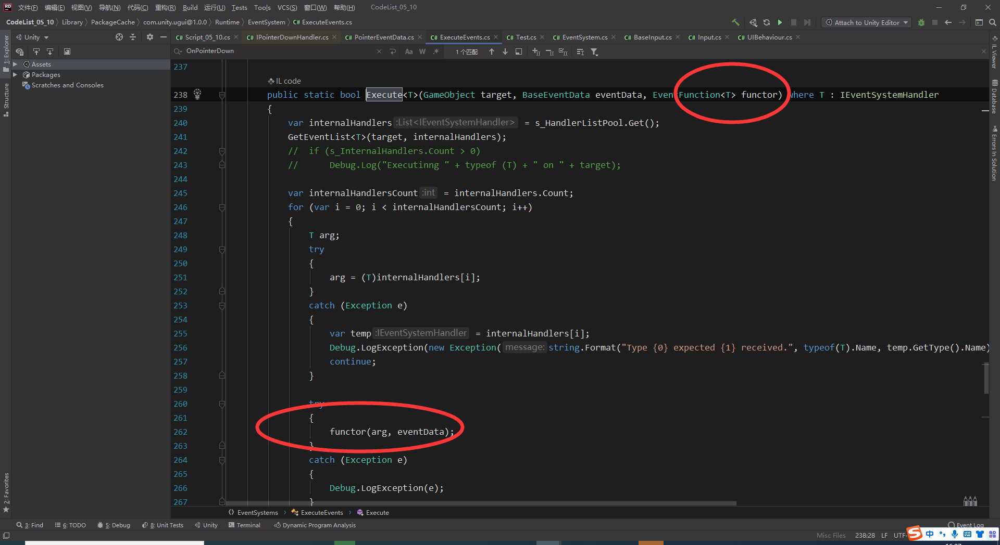 RD 文件(F) 编辑(E) 视图(V) 导航(N) 代码(C) 重构(R) Build 运行(U) Tests Tools VCS(S) 窗口(W) 帮助(H) CodeList_05_10
CodeList_05_10 Library PackageCache com.unity.ugui@1.0.0 Runtime EventSystem C# ExecuteEvents.cs Attach to Unity Editor
Unity C# Script_05_10.cs C# IPointerDownHandler.cs C# PointerEventData.cs C# ExecuteEvents.cs C# Test.cs C# EventSystem.cs C# BaseInput.cs C# Input.cs C# UIBehaviour.cs
OnPointerDown Aa W .* 1 个匹配
1: Explorer
Structure
2: Favorites
Assets
Packages
Scratches and Consoles
IL Viewer
Database
Errors In Solution
237
IL code
238 public static bool Execute<T>(GameObject target, BaseEventData eventData, EventFunction<T> functor) where T : IEventSystemHandler
239 {
240 var internalHandlers :List<IEventSystemHandler> = s_HandlerListPool.Get();
241 GetEventList<T>(target, internalHandlers);
242 // if (s_InternalHandlers.Count > 0)
243 // Debug.Log("Executinng " + typeof (T) + " on " + target);
244
245 var internalHandlersCount :int = internalHandlers.Count;
246 for (var i = 0; i < internalHandlersCount; i++)
247 {
248 T arg;
249 try
250 {
251 arg = (T)internalHandlers[i];
252 }
253 catch (Exception e)
254 {
255 var temp :IEventSystemHandler = internalHandlers[i];
256 Debug.LogException(new Exception( message: string.Format("Type {0} expected {1} received.", typeof(T).Name, temp.GetType().Name)
257 continue;
258 }
259
260 try
261 {
262 functor(arg, eventData);
263 }
264 catch (Exception e)
265 {
266 Debug.LogException(e);
267 }
EventSystems ExecuteEvents Execute
3: Find 6: TODO 5: Debug 8: Unit Tests Unity Terminal Dynamic Program Analysis Event Log
Misc Files 238:28 LF UTF- S 中